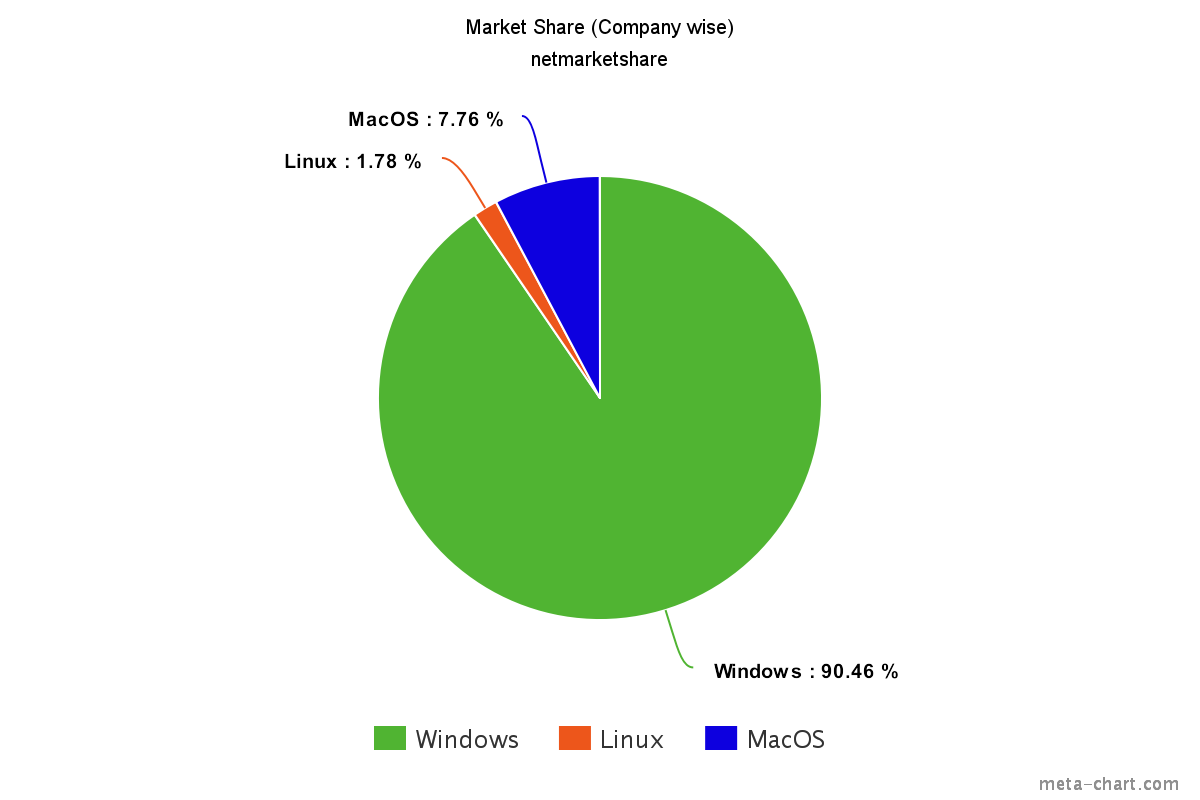 Market Share (Company wise)
netmarketshare
MacOS : 7.76 %
Linux : 1.78 %
Windows : 90.46 %
Windows
Linux
MacOS
meta-chart.com